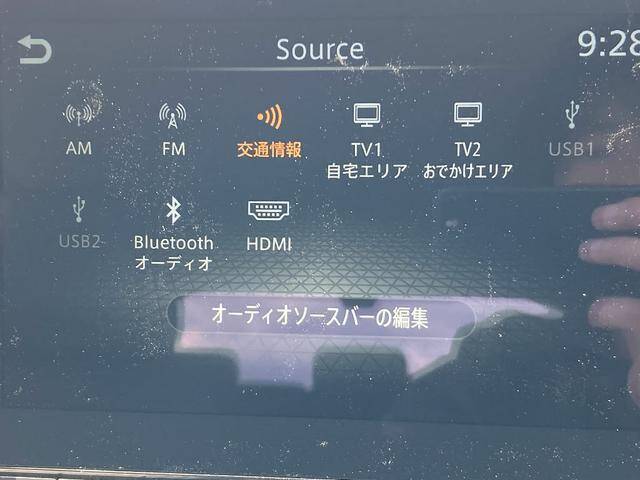 Source
9:28
AM
FM
交通情報
TV1
自宅エリア
TV2
おでかけエリア
USB1
USB2
Bluetooth
オーディオ
HDMI
オーディオソースバーの編集